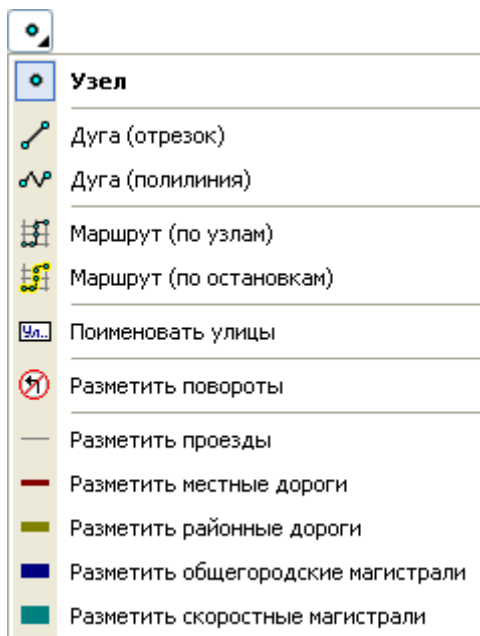 Узел
Дуга (отрезок)
Дуга (полилиния)
Маршрут (по узлам)
Маршрут (по остановкам)
Ул.. Поименовать улицы
Разметить повороты
Разметить проезды
Разметить местные дороги
Разметить районные дороги
Разметить общегородские магистрали
Разметить скоростные магистрали